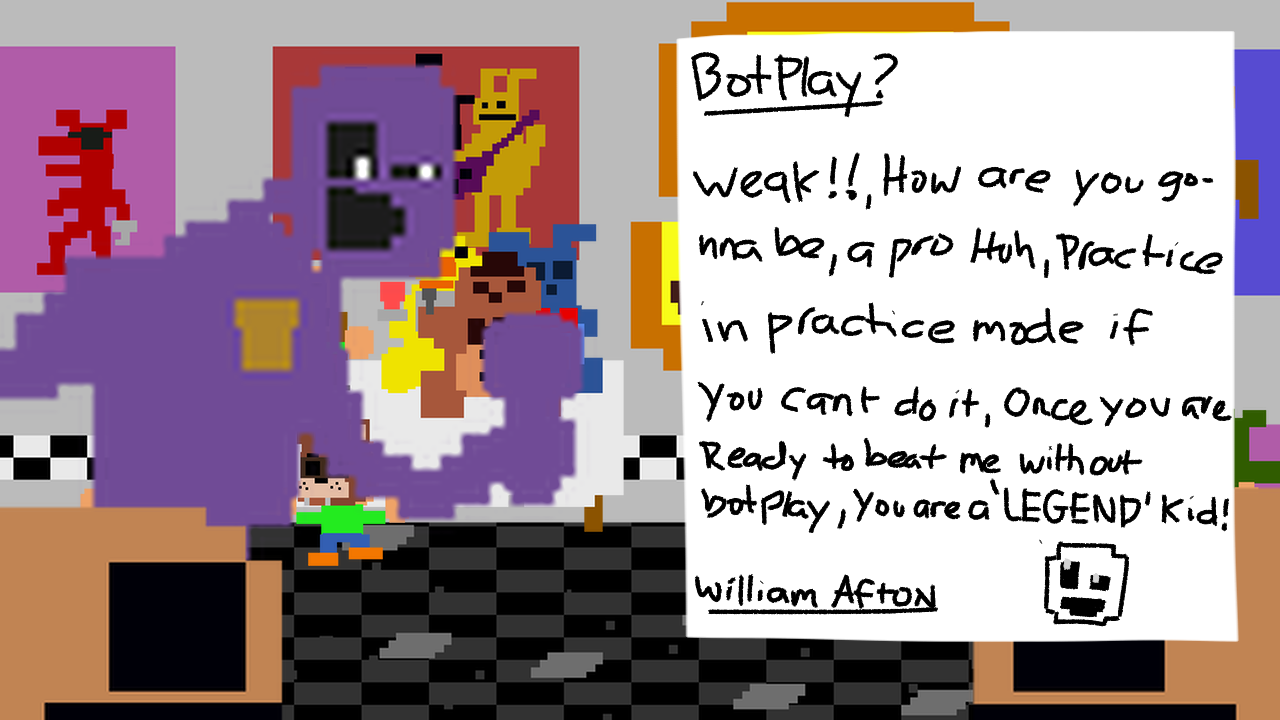 BotPlay?
weak!!, How are you go-
nna be, a pro Huh, Practice
in practice mode if
you cant do it, Once you are
Ready to beat me without
botplay, You are a 'LEGEND' Kid!
William Afton